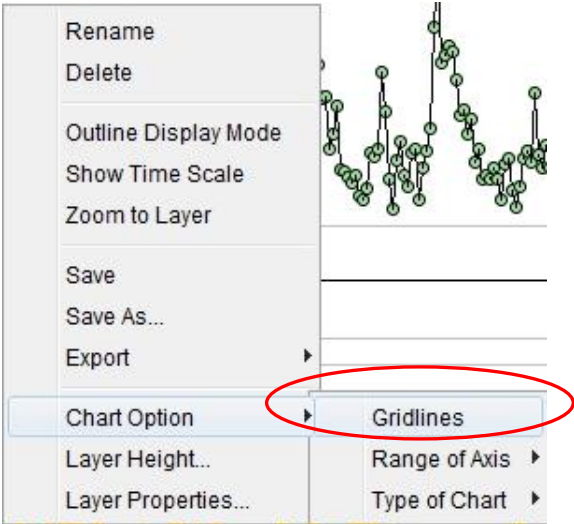 Rename
Delete
Outline Display Mode
Show Time Scale
Zoom to Layer
Save
Save As...
Export
Chart Option
Gridlines
Layer Height...
Range of Axis
Layer Properties...
Type of Chart